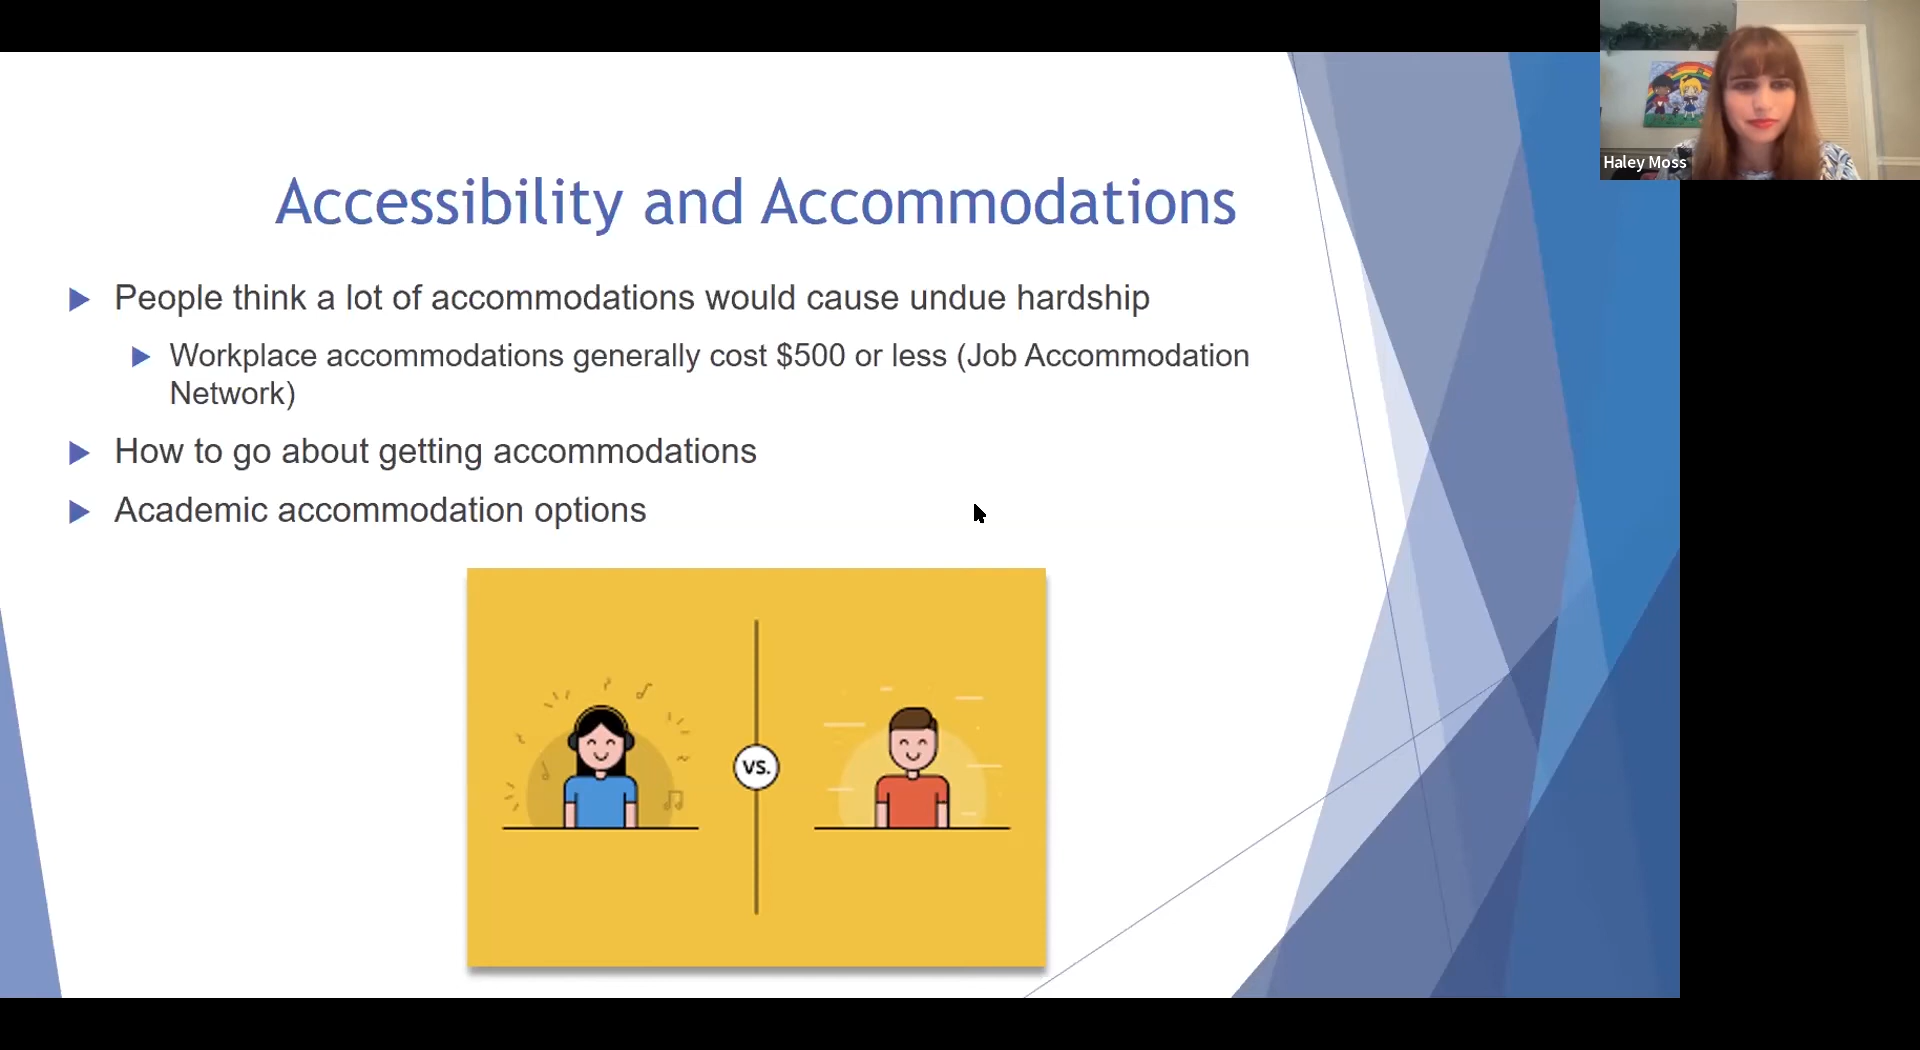 Haley Moss
Accessibility and Accommodations
People think a lot of accommodations would cause undue hardship
Workplace accommodations generally cost $500 or less (Job Accommodation
Network)
How to go about getting accommodations
Academic accommodation options
VS.